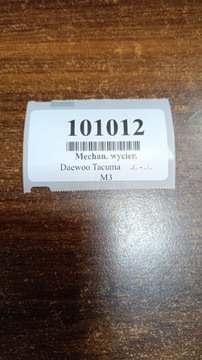 101012
Mechan. wycier.
Daewoo Tacuma ./. - ./.
M3